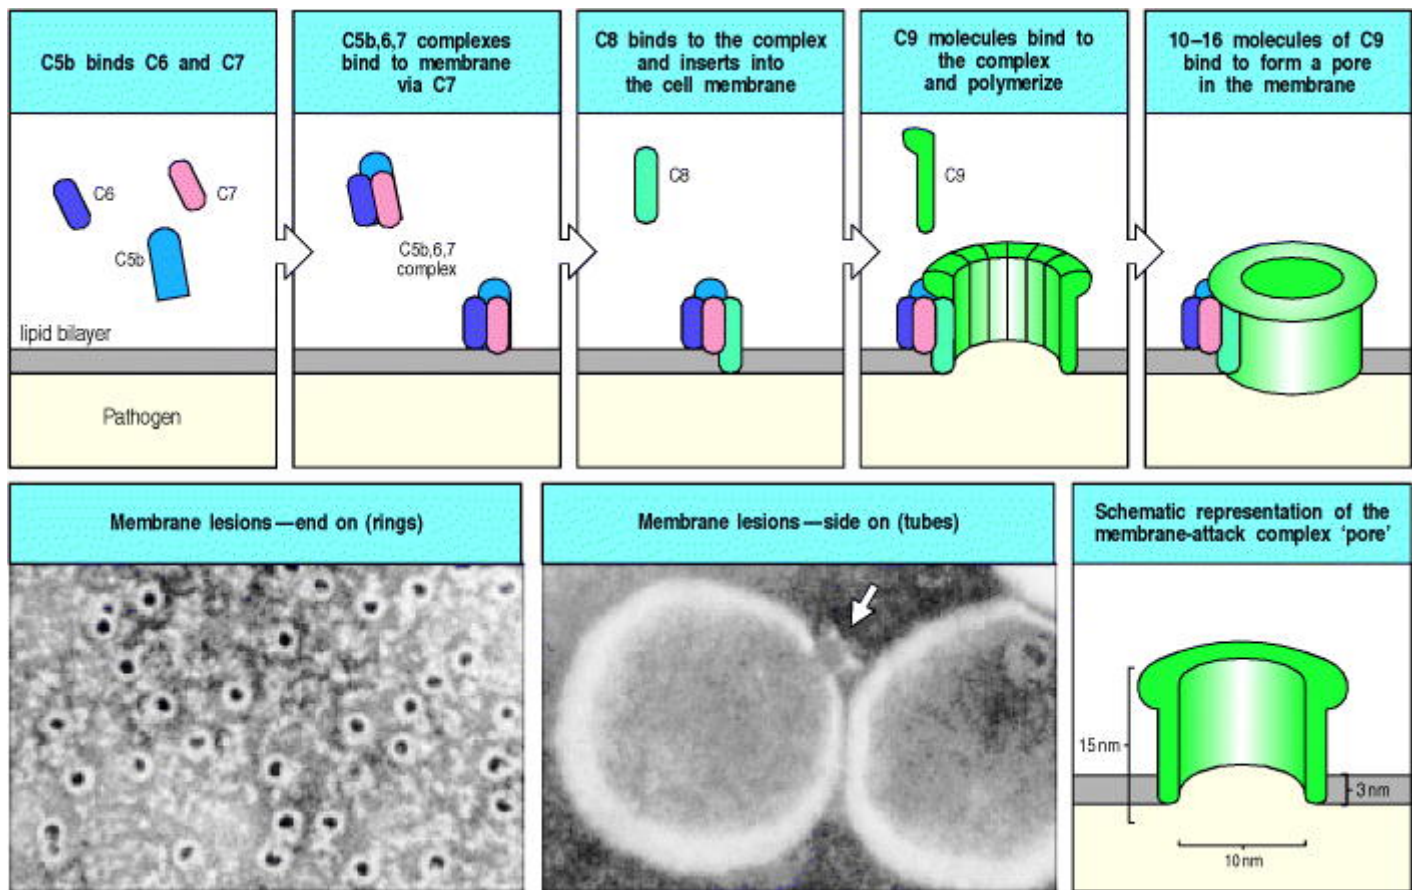 C5b binds C6 and C7
C5b,6,7 complexes
bind to membrane
via C7
C8 binds to the complex
and inserts into
the cell membrane
C9 molecules bind to
the complex
and polymerize
10–16 molecules of C9
bind to form a pore
in the membrane
C6
C7
C5b
lipid bilayer
Pathogen
C5b,6,7
complex
C8
C9
Membrane lesions—end on (rings)
Membrane lesions—side on (tubes)
Schematic representation of the
membrane-attack complex ‘pore’
15nm
3nm
10nm